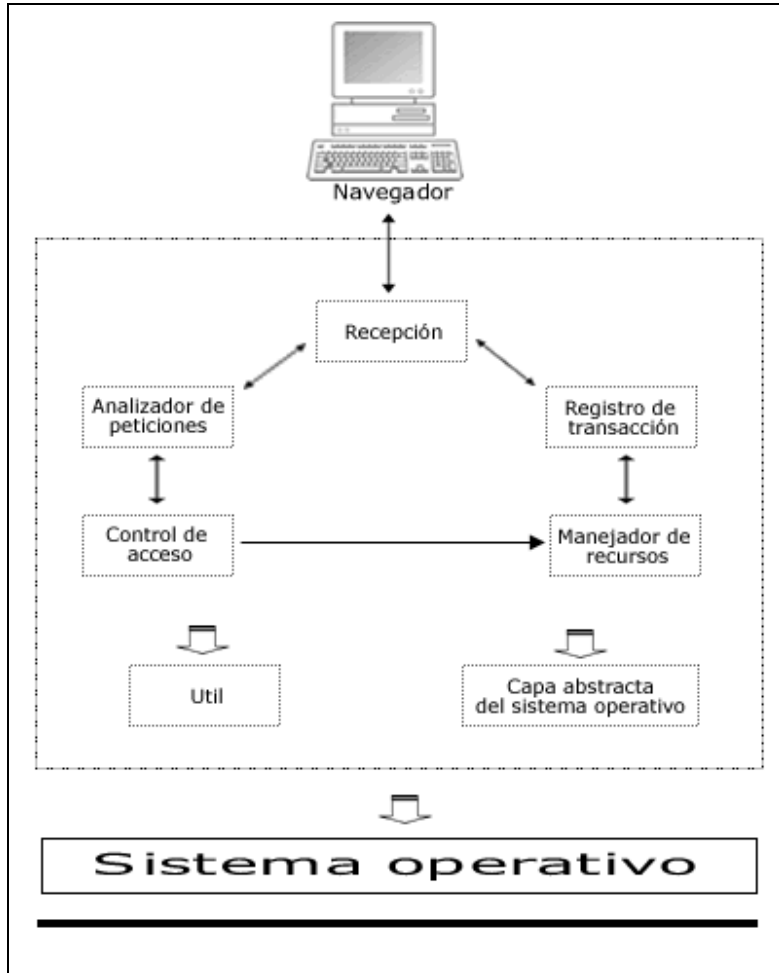 Navegador
Recepción
Analizador de
peticiones
Registro de
transacción
Control de
acceso
Manejador de
recursos
Util
Capa abstracta
del sistema operativo
Sistema operativo